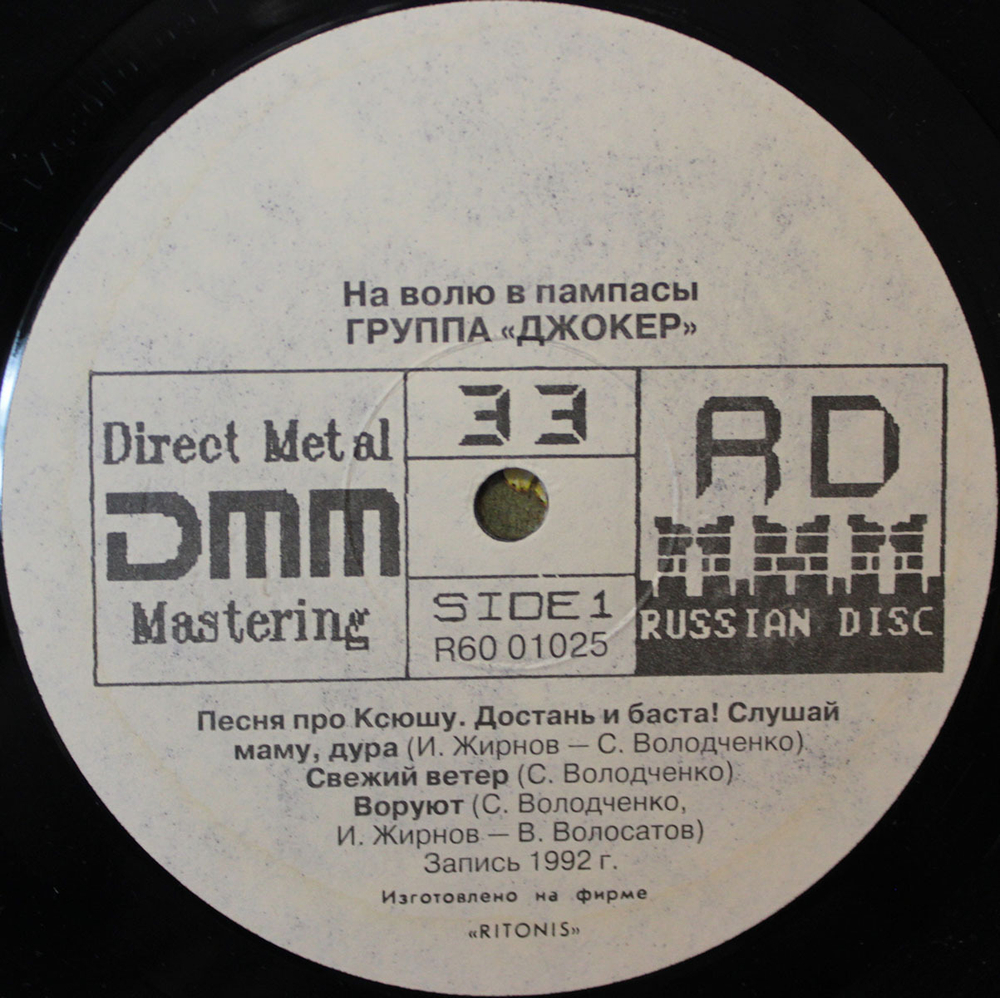 На волю в пампасы
ГРУППА «ДЖОКЕР»
Direct Metal
DMM
Mastering
33
SIDE 1
R60 01025
RD
RUSSIAN DISC
Песня про Ксюшу. Достань и баста! Слушай
маму, дура (И. Жирнов — С. Володченко)
Свежий ветер (С. Володченко)
Воруют (С. Володченко,
И. Жирнов — В. Волосатов)
Запись 1992 г.
Изготовлено на фирме
«RITONIS»